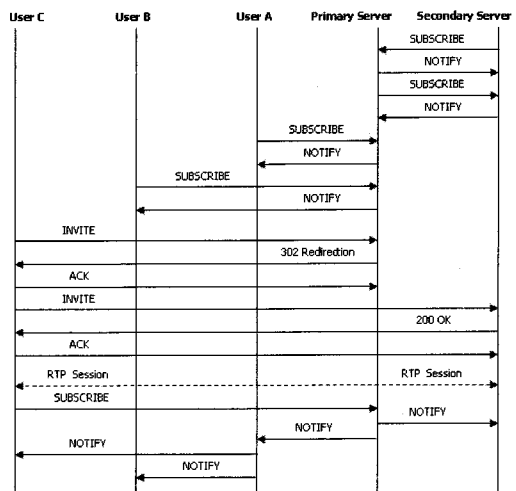 User C User B User A Primary Server Secondary Server
SUBSCRIBE
NOTIFY
SUBSCRIBE
NOTIFY
SUBSCRIBE
NOTIFY
SUBSCRIBE
NOTIFY
INVITE
302 Redirection
ACK
INVITE
200 OK
ACK
RTP Session RTP Session
SUBSCRIBE
NOTIFY
NOTIFY
NOTIFY
NOTIFY